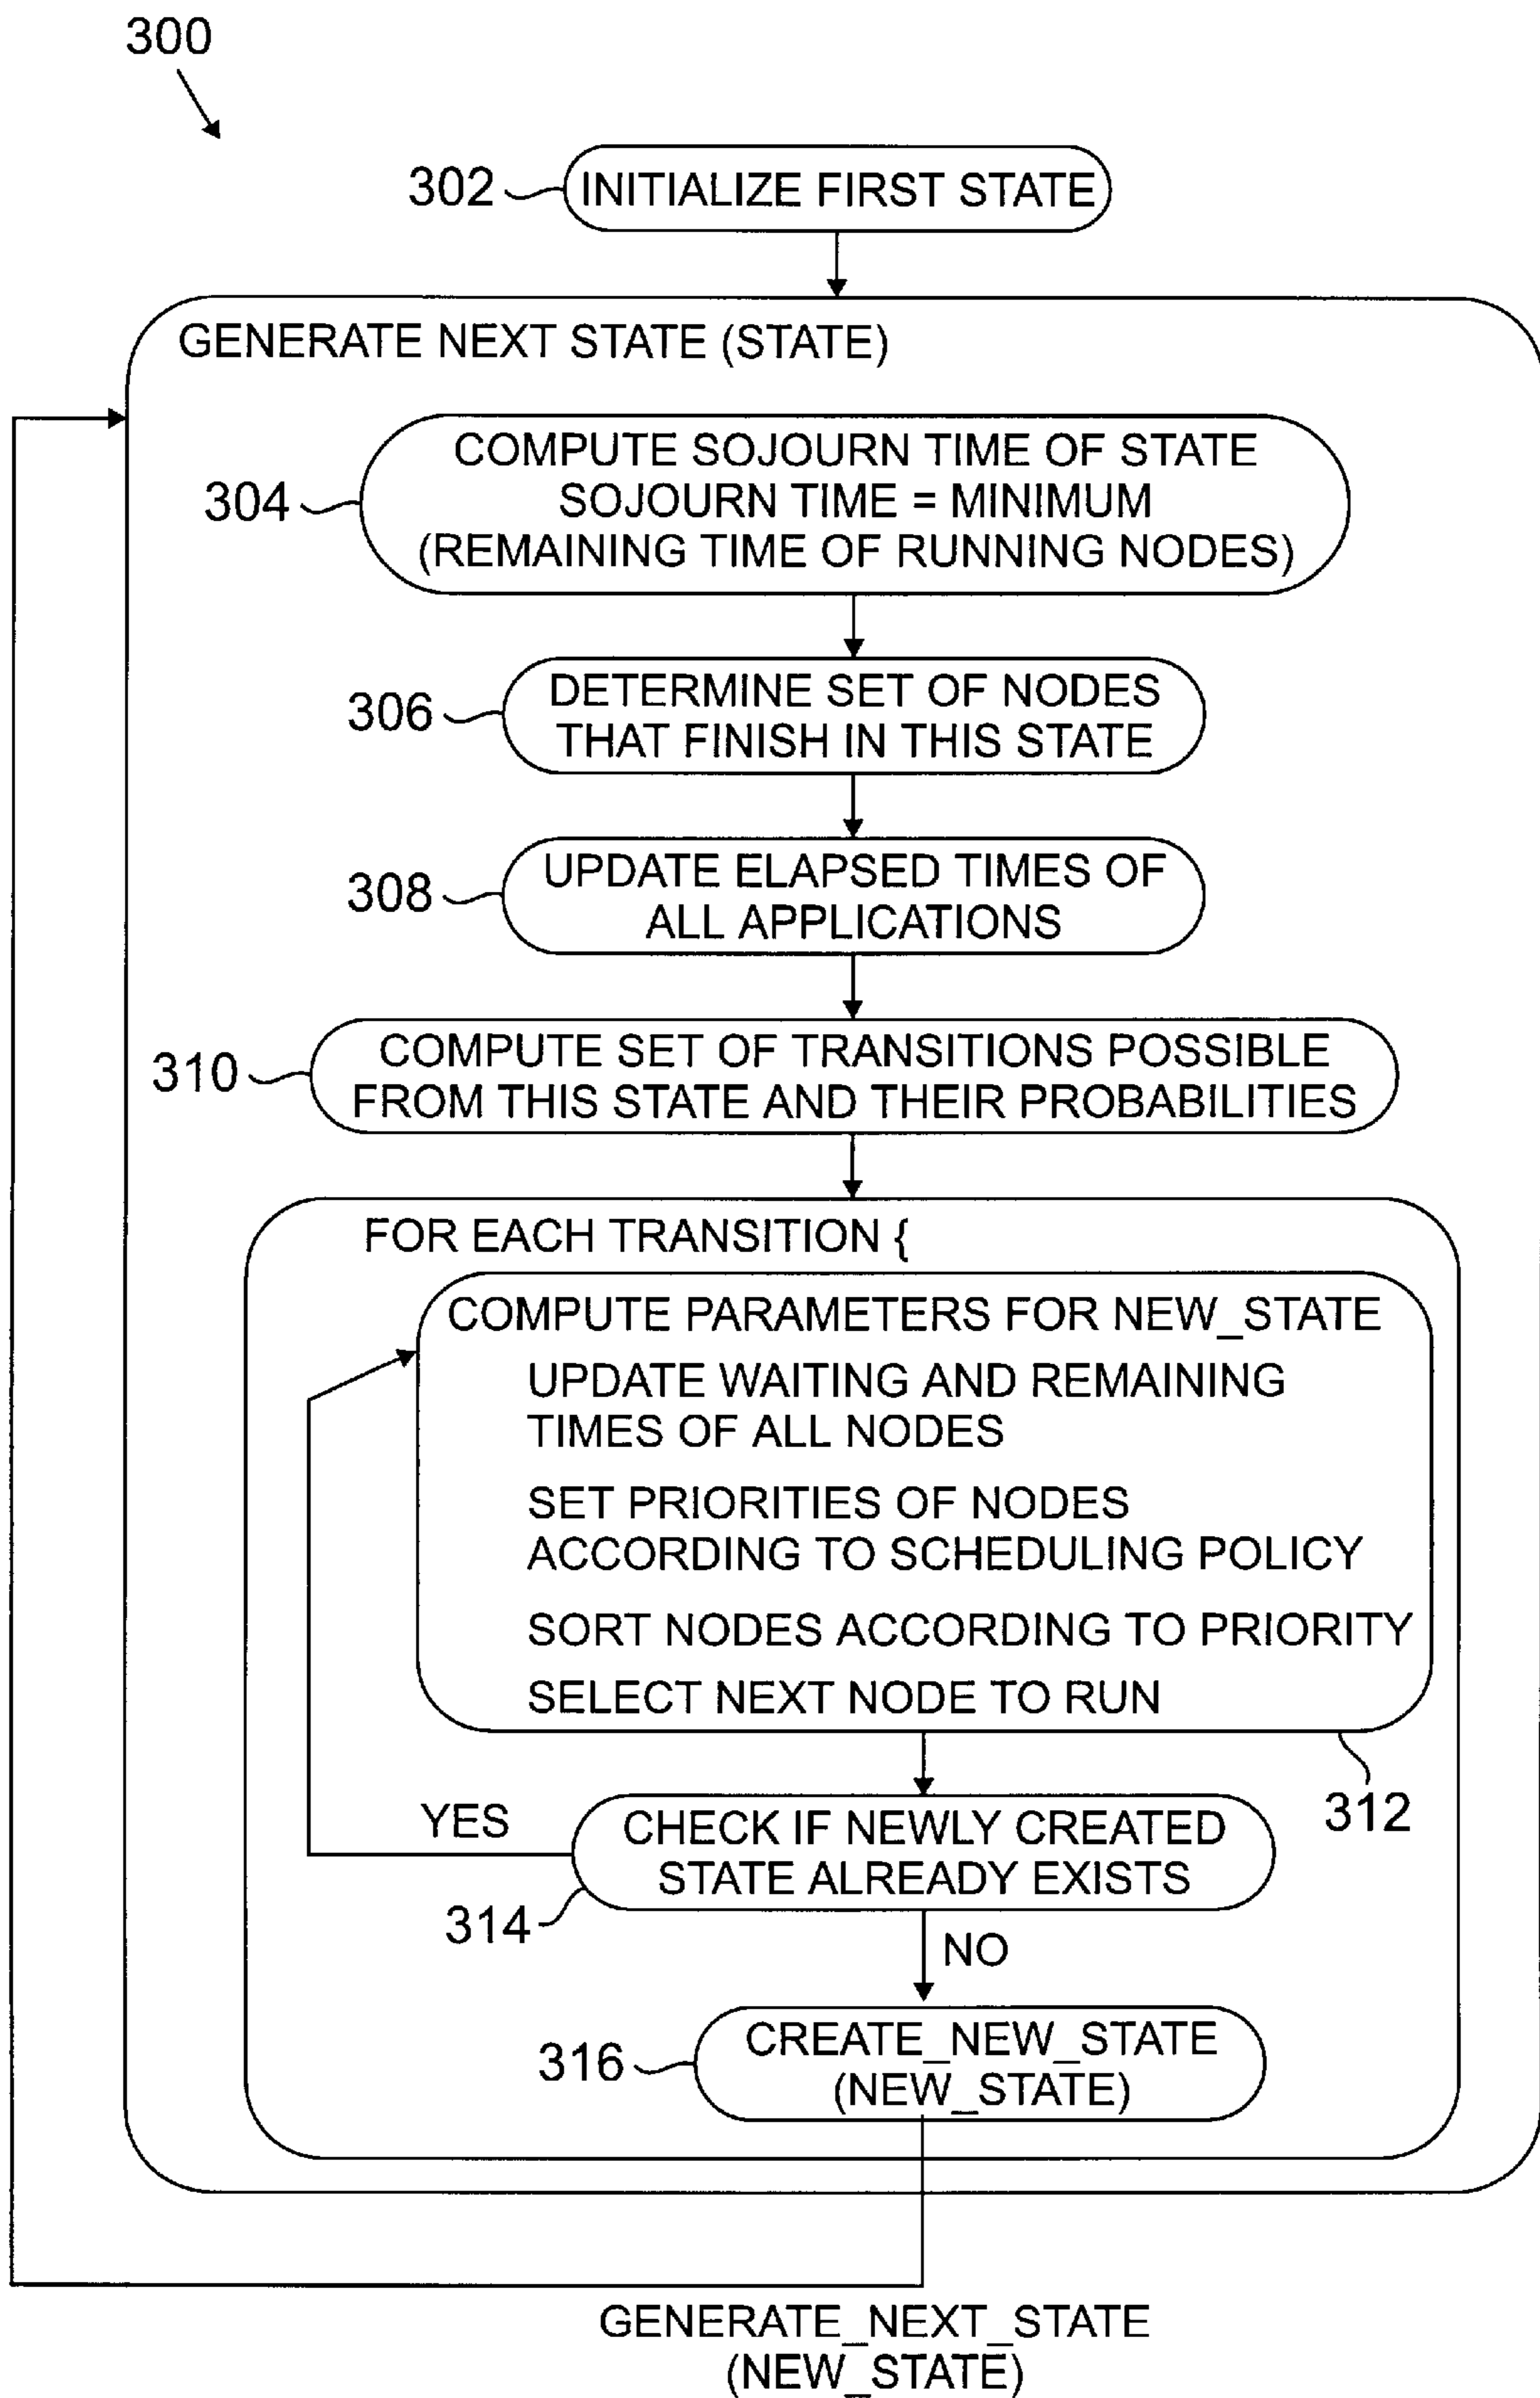 300
302
INITIALIZE FIRST STATE
GENERATE NEXT STATE (STATE)
304
COMPUTE SOJOURN TIME OF STATE
SOJOURN TIME = MINIMUM
(REMAINING TIME OF RUNNING NODES)
306
DETERMINE SET OF NODES
THAT FINISH IN THIS STATE
308
UPDATE ELAPSED TIMES OF
ALL APPLICATIONS
310
COMPUTE SET OF TRANSITIONS POSSIBLE
FROM THIS STATE AND THEIR PROBABILITIES
FOR EACH TRANSITION {
COMPUTE PARAMETERS FOR NEW_STATE
UPDATE WAITING AND REMAINING
TIMES OF ALL NODES
SET PRIORITIES OF NODES
ACCORDING TO SCHEDULING POLICY
SORT NODES ACCORDING TO PRIORITY
SELECT NEXT NODE TO RUN
312
YES
CHECK IF NEWLY CREATED
STATE ALREADY EXISTS
314
NO
316
CREATE_NEW_STATE
(NEW_STATE)
GENERATE_NEXT_STATE
(NEW_STATE)